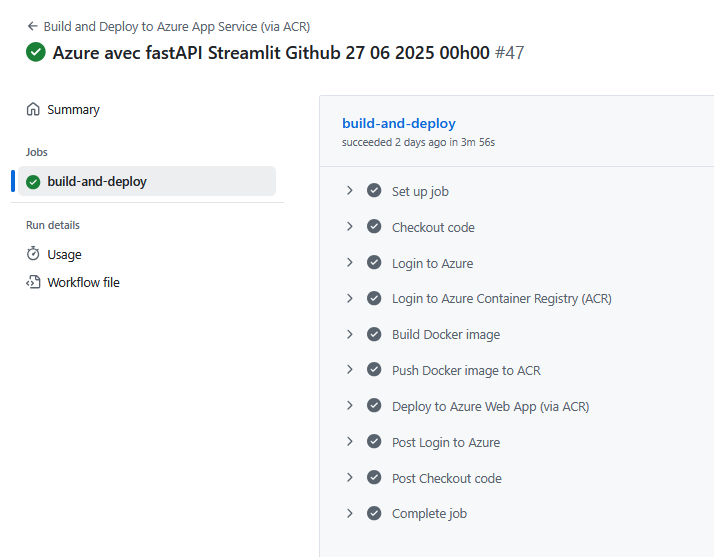 Build and Deploy to Azure App Service (via ACR)
Azure avec fastAPI Streamlit Github 27 06 2025 00h00 #47
Summary
Jobs
build-and-deploy
Run details
Usage
Workflow file
build-and-deploy
succeeded 2 days ago in 3m 56s
Set up job
Checkout code
Login to Azure
Login to Azure Container Registry (ACR)
Build Docker image
Push Docker image to ACR
Deploy to Azure Web App (via ACR)
Post Login to Azure
Post Checkout code
Complete job